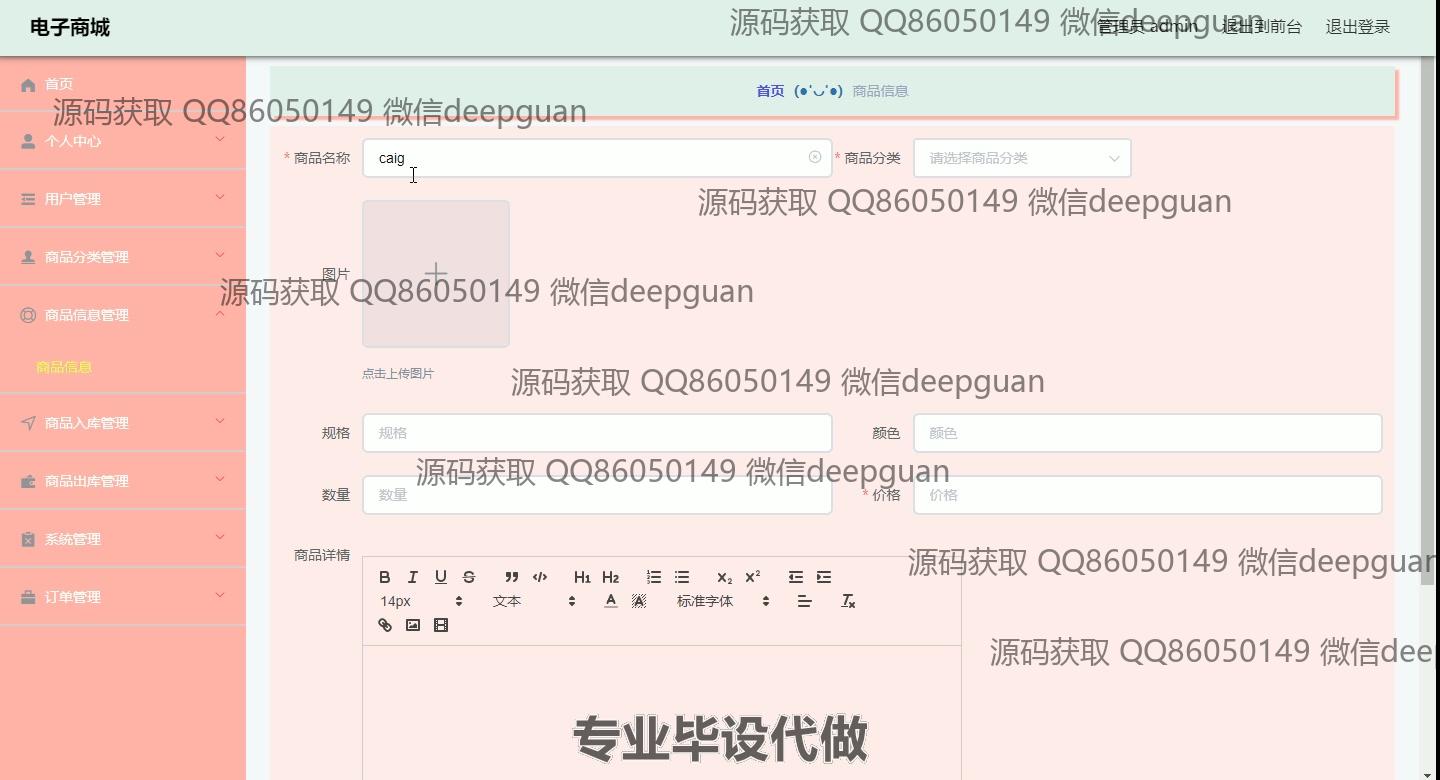 电子商城
源码获取 QQ86050149 微信deepguan
管理员 admin
退出到前台
退出登录
首页
源码获取 QQ86050149 微信deepguan
个人中心
用户管理
商品分类管理
商品信息管理
商品信息
商品入库管理
商品出库管理
系统管理
订单管理
首页 (●'◡'●) 商品信息
* 商品名称 caig * 商品分类 请选择商品分类
源码获取 QQ86050149 微信deepguan
图片
源码获取 QQ86050149 微信deepguan
点击上传图片
源码获取 QQ86050149 微信deepguan
规格 规格 颜色 颜色
源码获取 QQ86050149 微信deepguan
数量 数量 * 价格 价格
商品详情
源码获取 QQ86050149 微信deepguan
B I U S H1 H2 X2 X2
14px 文本 A A 标准字体 Tx
源码获取 QQ86050149 微信dee
专业毕设代做